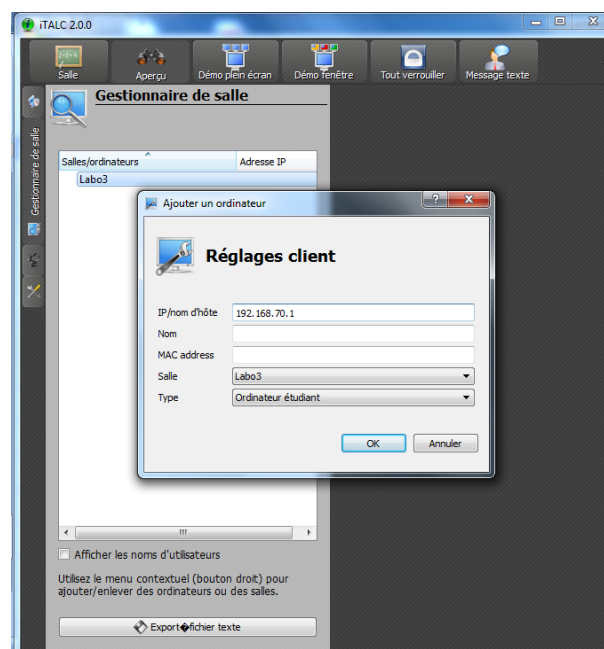 iTALC 2.0.0
Salle
Aperçu
Démo plein écran
Démo fenêtre
Tout verrouiller
Message texte
Gestionnaire de salle
Gestionnaire de salle
Salles/ordinateurs
Adresse IP
Labo3
Ajouter un ordinateur
Réglages client
IP/nom d'hôte
192.168.70.1
Nom
MAC address
Salle
Labo3
Type
Ordinateur étudiant
OK
Annuler
Afficher les noms d'utilsateurs
Utilisez le menu contextuel (bouton droit) pour
ajouter/enlever des ordinateurs ou des salles.
Export�fichier texte